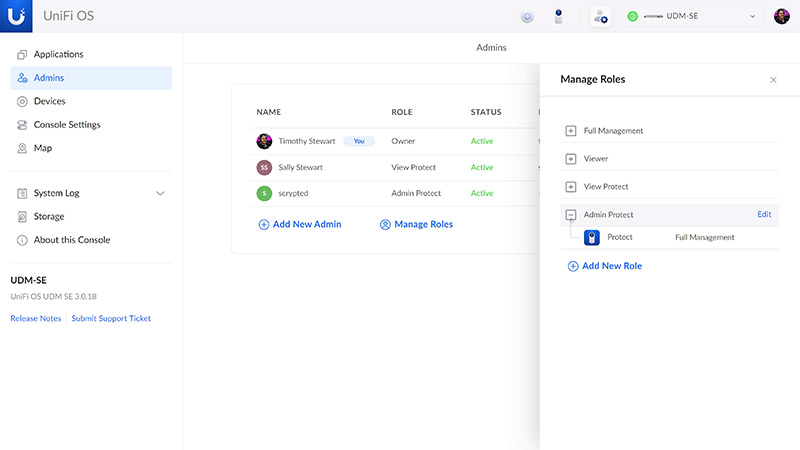 UniFi OS
UDM-SE
Applications
Admins
Devices
Console Settings
Map
System Log
Storage
About this Console
UDM-SE
UniFi OS UDM SE 3.0.18
Release Notes | Submit Support Ticket
Admins
NAME ROLE STATUS
Timothy Stewart You Owner Active
SS Sally Stewart View Protect Active
S scrypted Admin Protect Active
Add New Admin Manage Roles
Manage Roles
Full Management
Viewer
View Protect
Admin Protect Edit
Protect Full Management
Add New Role